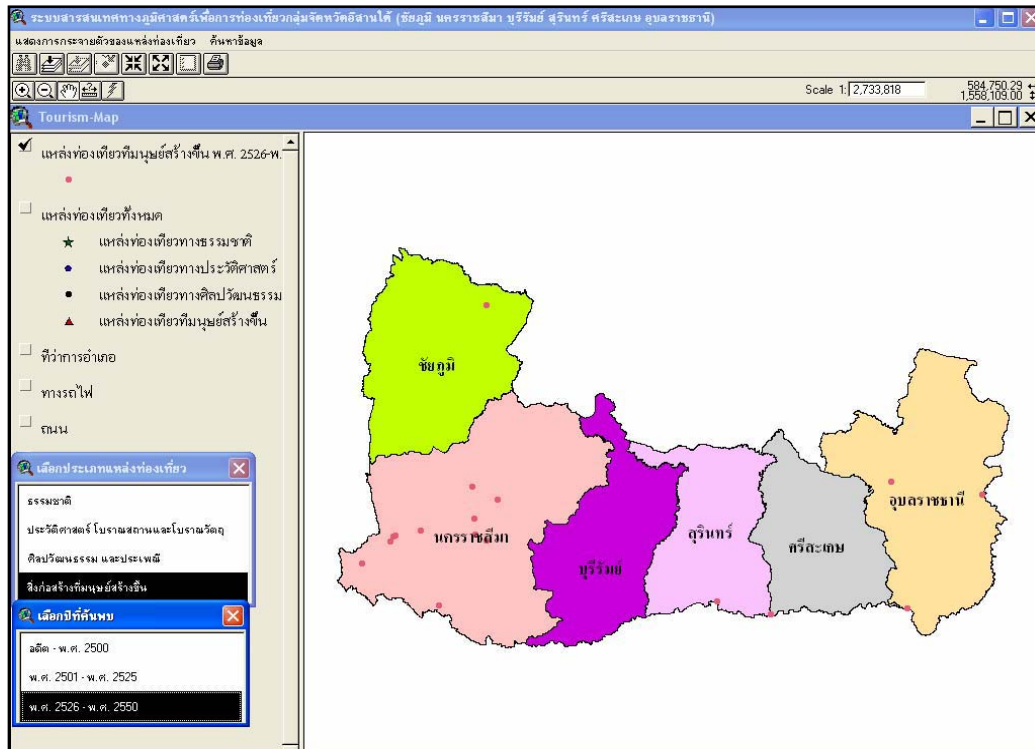 ระบบสารสนเทศทางภูมิศาสตร์เพื่อการท่องเที่ยวกลุ่มจังหวัดอีสานใต้ (ชัยภูมิ นครราชสีมา บุรีรัมย์ สุรินทร์ ศรีสะเกษ อุบลราชธานี)
แสดงการกระจายตัวของแหล่งท่องเที่ยว ค้นหาข้อมูล
Scale 1: 2,733,818
584,750.29
1,558,109.00
Tourism-Map
แหล่งท่องเที่ยวที่มนุษย์สร้างขึ้น พ.ศ. 2526-พ.
แหล่งท่องเที่ยวทั้งหมด
แหล่งท่องเที่ยวทางธรรมชาติ
แหล่งท่องเที่ยวทางประวัติศาสตร์
แหล่งท่องเที่ยวทางศิลปวัฒนธรรม
แหล่งท่องเที่ยวที่มนุษย์สร้างขึ้น
ที่ว่าการอำเภอ
ทางรถไฟ
ถนน
เลือกประเภทแหล่งท่องเที่ยว
ธรรมชาติ
ประวัติศาสตร์ โบราณสถานและโบราณวัตถุ
ศิลปวัฒนธรรม และประเพณี
สิ่งก่อสร้างที่มนุษย์สร้างขึ้น
เลือกปีที่ค้นพบ
อดีต - พ.ศ. 2500
พ.ศ. 2501 - พ.ศ. 2525
พ.ศ. 2526 - พ.ศ. 2550
ชัยภูมิ
นครราชสีมา
บุรีรัมย์
สุรินทร์
ศรีสะเกษ
อุบลราชธานี